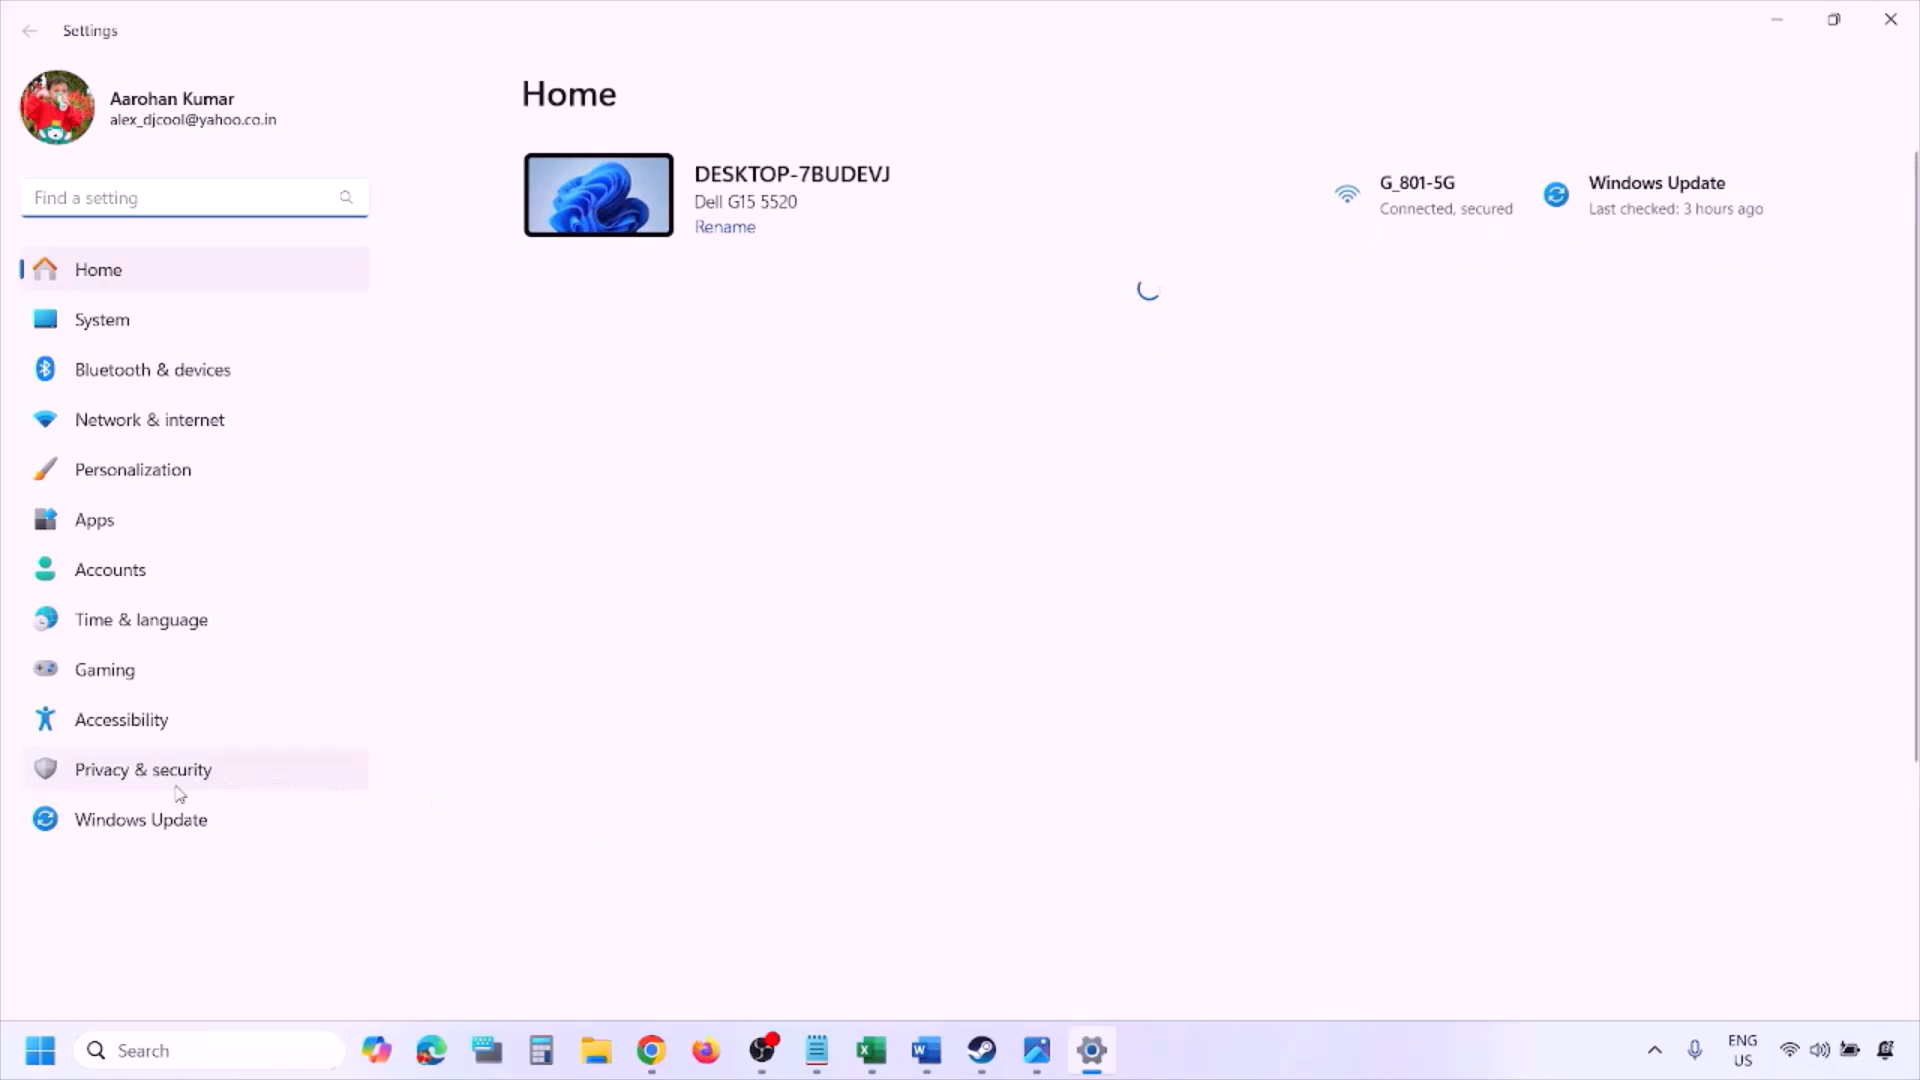 Settings
Aarohan Kumar
alex_djcool@yahoo.co.in
Find a setting
Home
System
Bluetooth & devices
Network & internet
Personalization
Apps
Accounts
Time & language
Gaming
Accessibility
Privacy & security
Windows Update
Home
DESKTOP-7BUDEVJ
Dell G15 5520
Rename
G_801-5G
Connected, secured
Windows Update
Last checked: 3 hours ago
Search
ENG
US